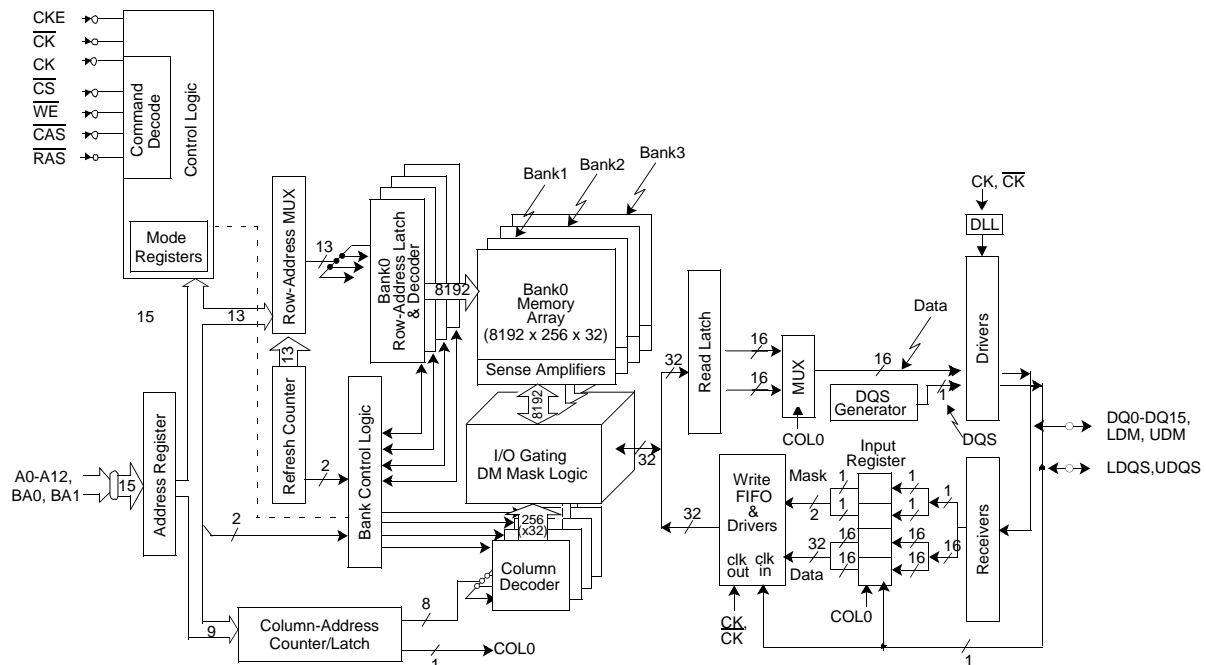 CKE
CK
CK
CS
WE
CAS
RAS
Command
Decode
Control Logic
Mode
Registers
Row-Address MUX
13
13
13
15
Refresh Counter
Bank0
Row-Address Latch
& Decoder
8192
Bank1
Bank2
Bank3
Bank0
Memory
Array
(8192 x 256 x 32)
Sense Amplifiers
8192
I/O Gating
DM Mask Logic
Bank Control Logic
2
2
256
(x32)
Column
Decoder
A0-A12,
BA0, BA1
15
Address Register
9
Column-Address
Counter/Latch
8
1
COL0
32
32
32
Read Latch
16
16
MUX
COL0
16
Data
DQS
Generator
1
DQS
CK, CK
DLL
Drivers
DQ0-DQ15,
LDM, UDM
LDQS,UDQS
Input
Register
Write
FIFO
&
Drivers
clk
out
clk
in
Mask
2
32
Data
1
1
16
16
1
1
16
16
1
16
Receivers
CK,
CK
COL0
1